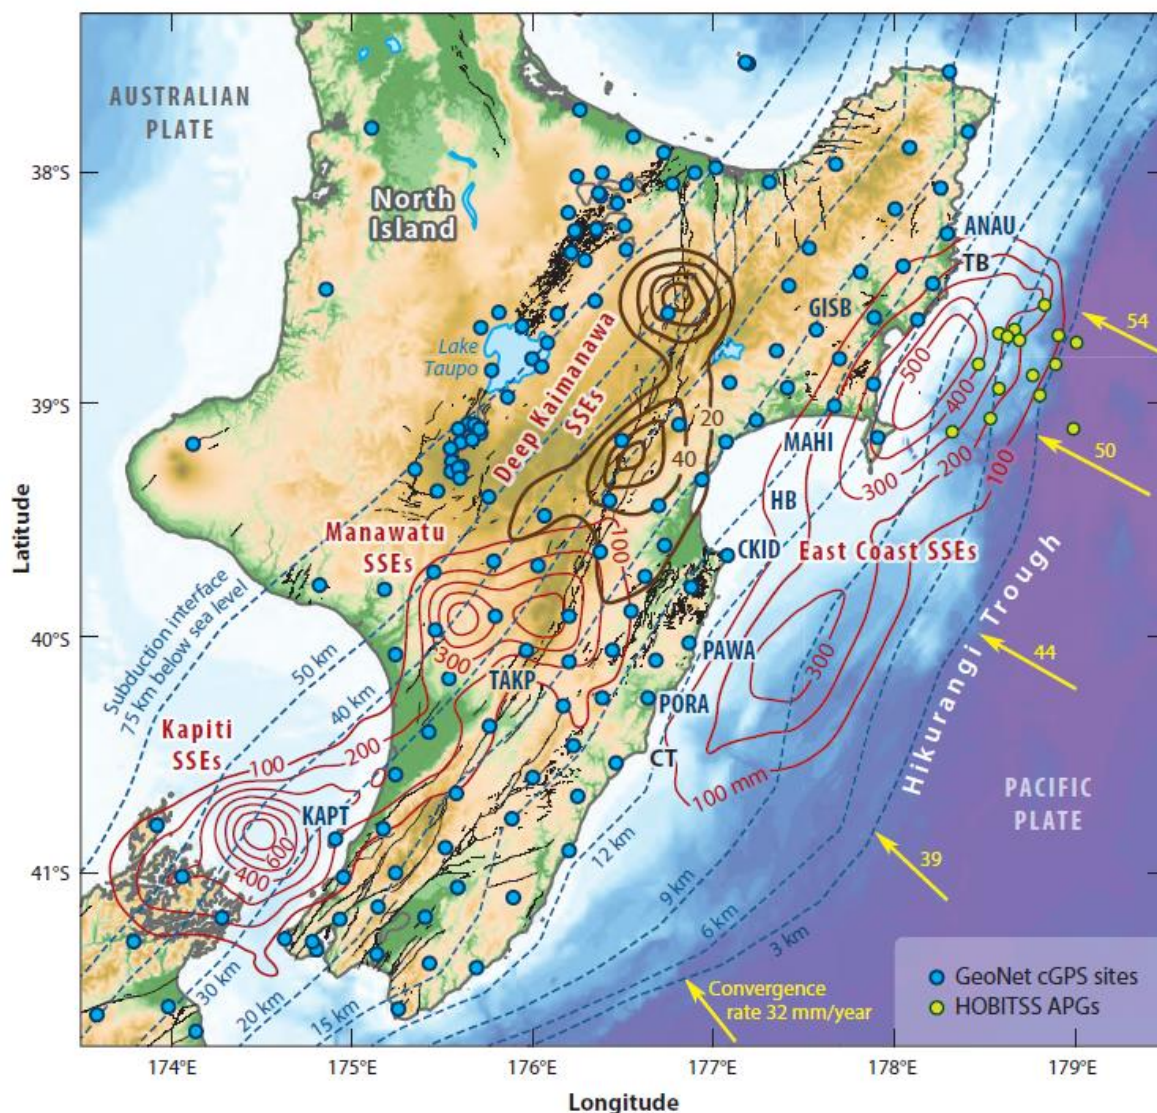 AUSTRALIAN
PLATE
North
Island
Lake
Taupo
Deep Kaimanawa
SSEs
20
40
ANAU
TB
GISB
500
400
300
200
100
MAHI
HB
CKID
East Coast SSEs
300
100 mm
PAWA
PORA
CT
Manawatu
SSEs
100
300
TAKP
Subduction interface
75 km below sea level
50 km
40 km
Kapiti
SSEs
100
200
KAPT
600
400
30 km
20 km
15 km
12 km
9 km
6 km
3 km
Hikurangi Trough
PACIFIC
PLATE
54
50
44
39
Convergence
rate 32 mm/year
GeoNet cGPS sites
HOBITSS APGs
38°S
39°S
40°S
41°S
Latitude
174°E
175°E
176°E
177°E
178°E
179°E
Longitude